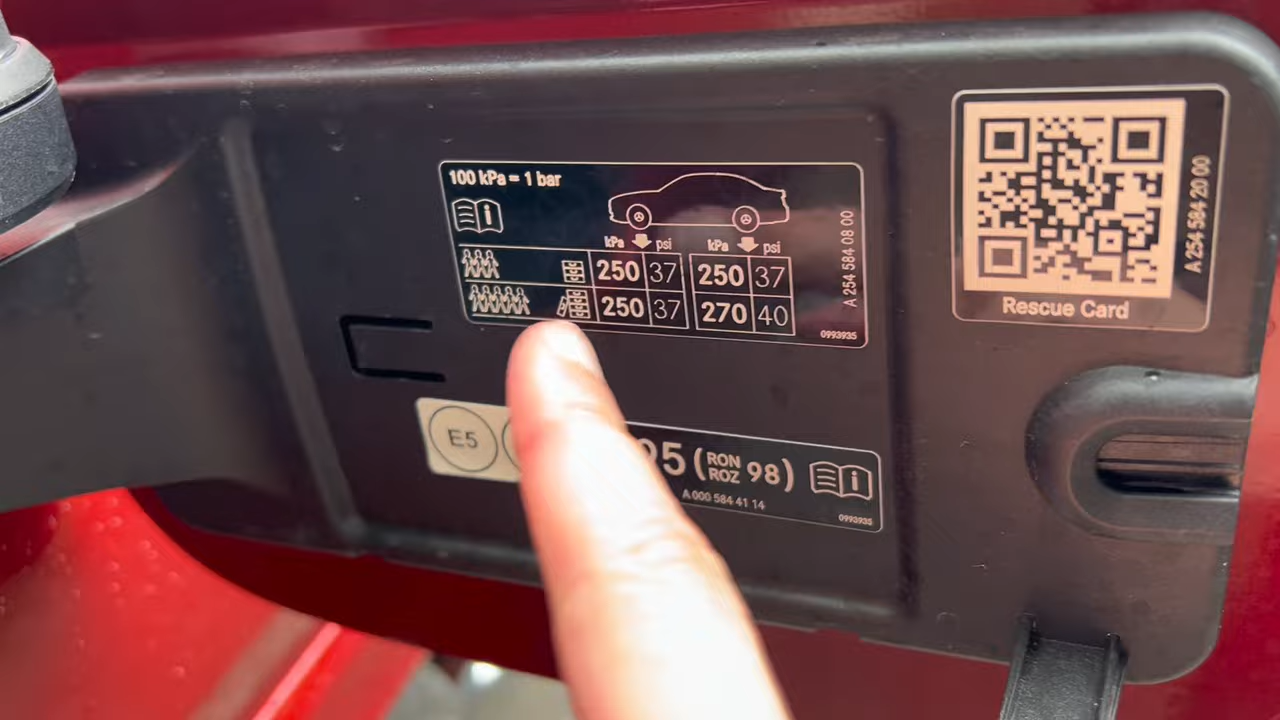 100 kPa = 1 bar
kPa psi kPa psi
250 37 250 37
250 37 270 40
A 254 584 08 00
0993935
Rescue Card
A 254 584 20 00
E5
95 (RON ROZ 98)
A 000 584 41 14
0993935